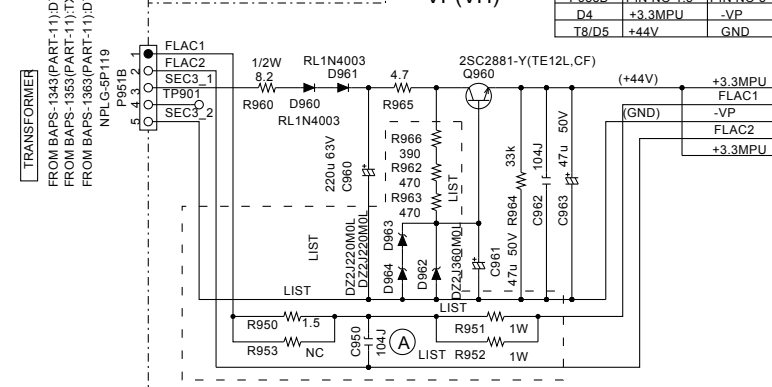 VP(VH)
D4 +3.3MPU -VP
T8/D5 +44V GND
TRANSFORMER
FROM BAPS-1343(PART-11):D
FROM BAPS-1353(PART-11):T
FROM BAPS-1363(PART-11):D
NPLG-5P119
P951B
1 FLAC1
2 FLAC2
3 SEC3_1
4 TP901
5 SEC3_2
1/2W
8.2
R960
RL1N4003
D961
D960
RL1N4003
4.7
R965
2SC2881-Y(TE12L,CF)
Q960
(+44V)
+3.3MPU
FLAC1
(GND)
-VP
FLAC2
+3.3MPU
220u 63V
C960
R966
390
R962
470
R963
470
LIST
33k
R964
104J
C962
47u 50V
C963
LIST
DZ2J220M0L
DZ2J220M0L
D963
D964
D962
DZ2J360M0L
C961
47u 50V
LIST
LIST
R950
1.5
R953
NC
C950
104J
A
LIST
R951
1W
R952
1W